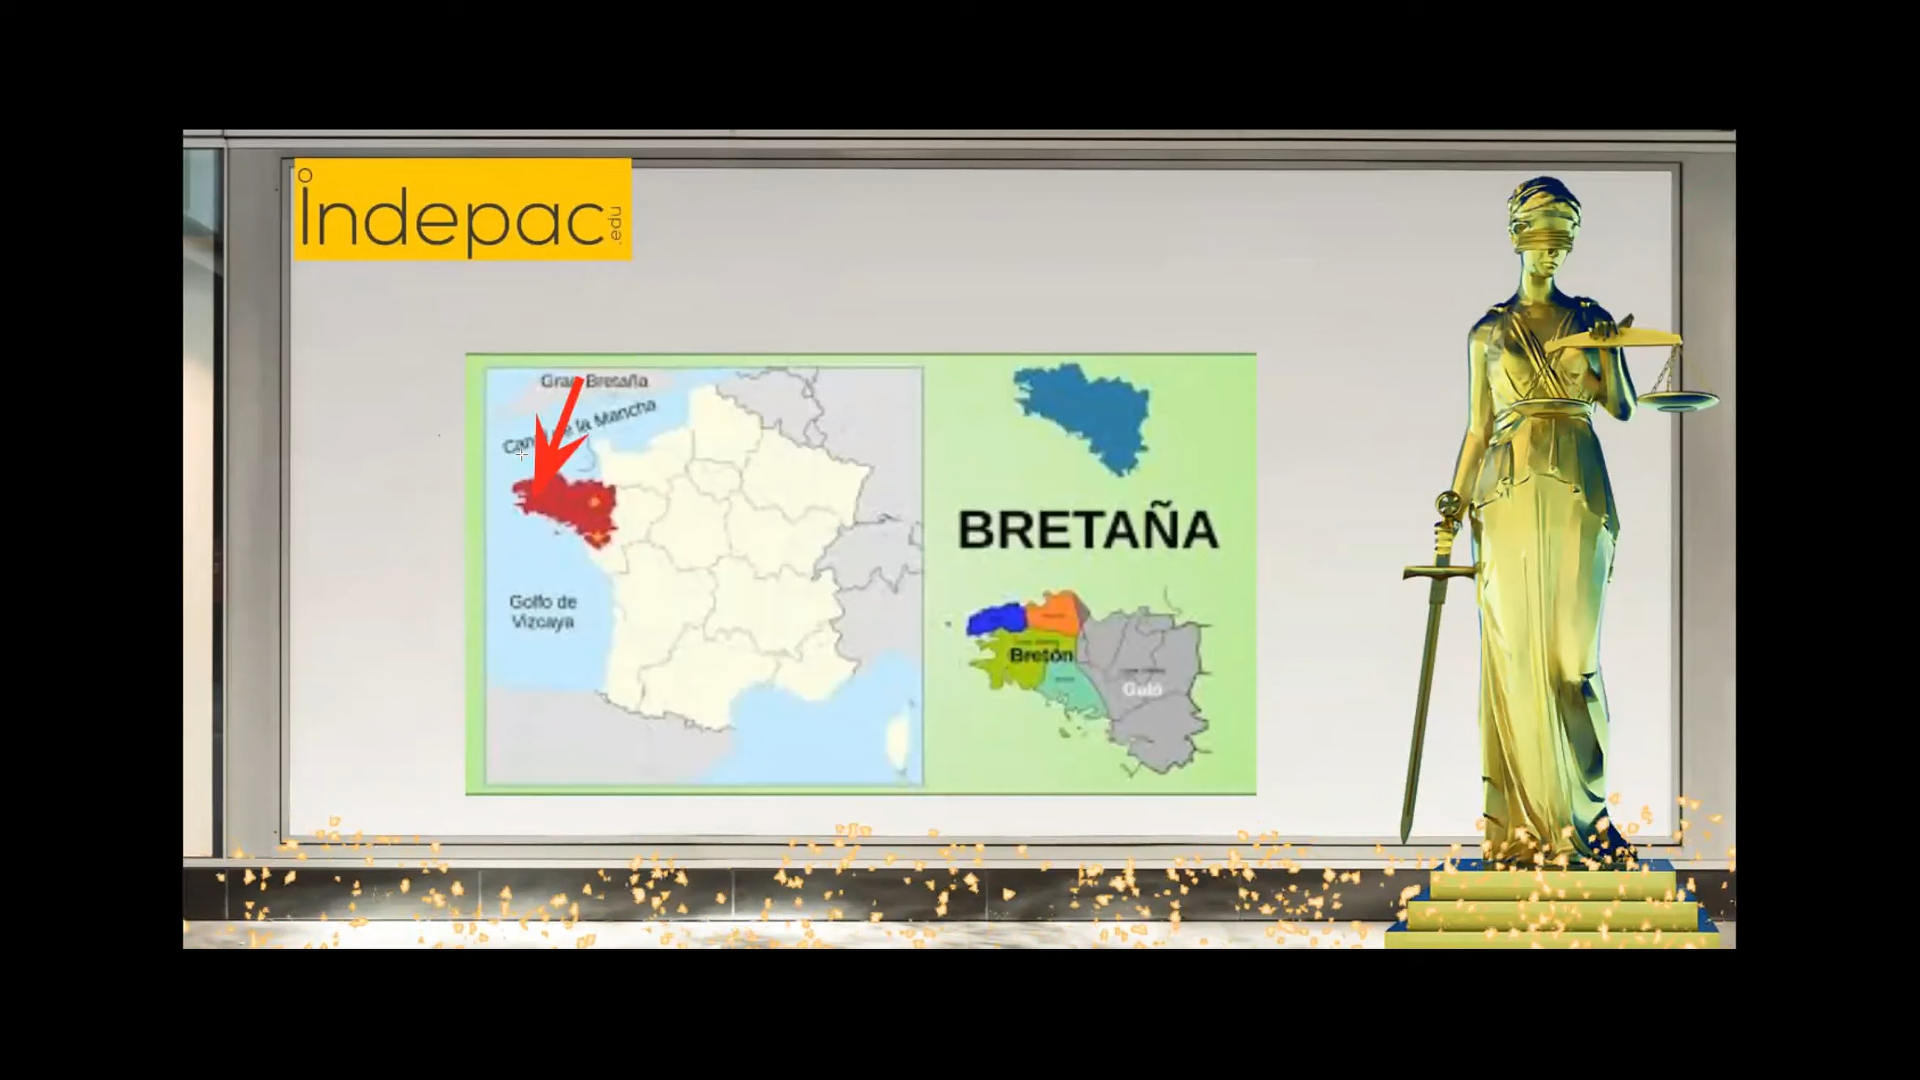 indepac
.edu
Gran Bretaña
Canal de la Mancha
Golfo de
Vizcaya
BRETAÑA
Bretón
Galó